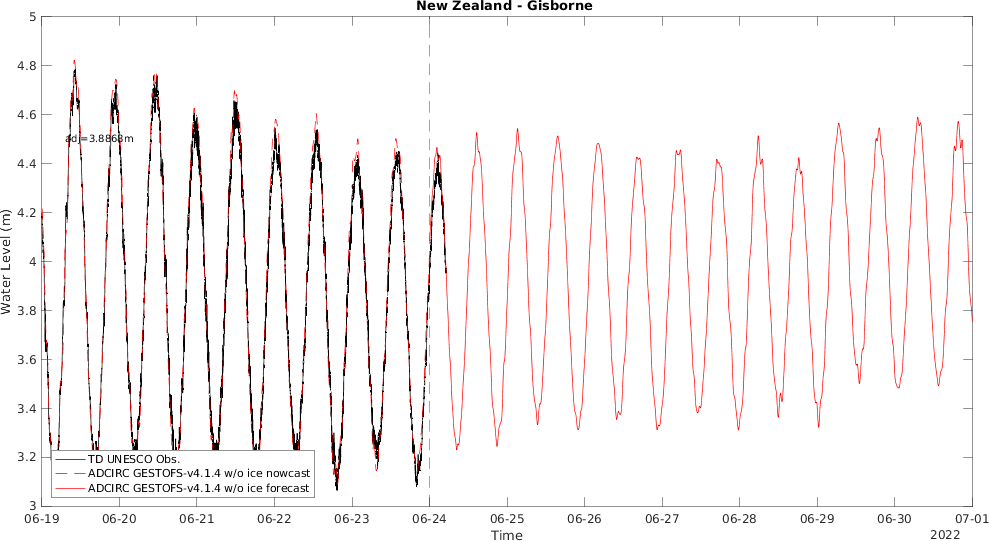 New Zealand - Gisborne
Water Level (m)
5
4.8
4.6
4.4
4.2
4
3.8
3.6
3.4
3.2
3
adj=3.8868m
TD UNESCO Obs.
ADCIRC GESTOFS-v4.1.4 w/o ice nowcast
ADCIRC GESTOFS-v4.1.4 w/o ice forecast
06-19 06-20 06-21 06-22 06-23 06-24 06-25 06-26 06-27 06-28 06-29 06-30 07-01
Time
2022